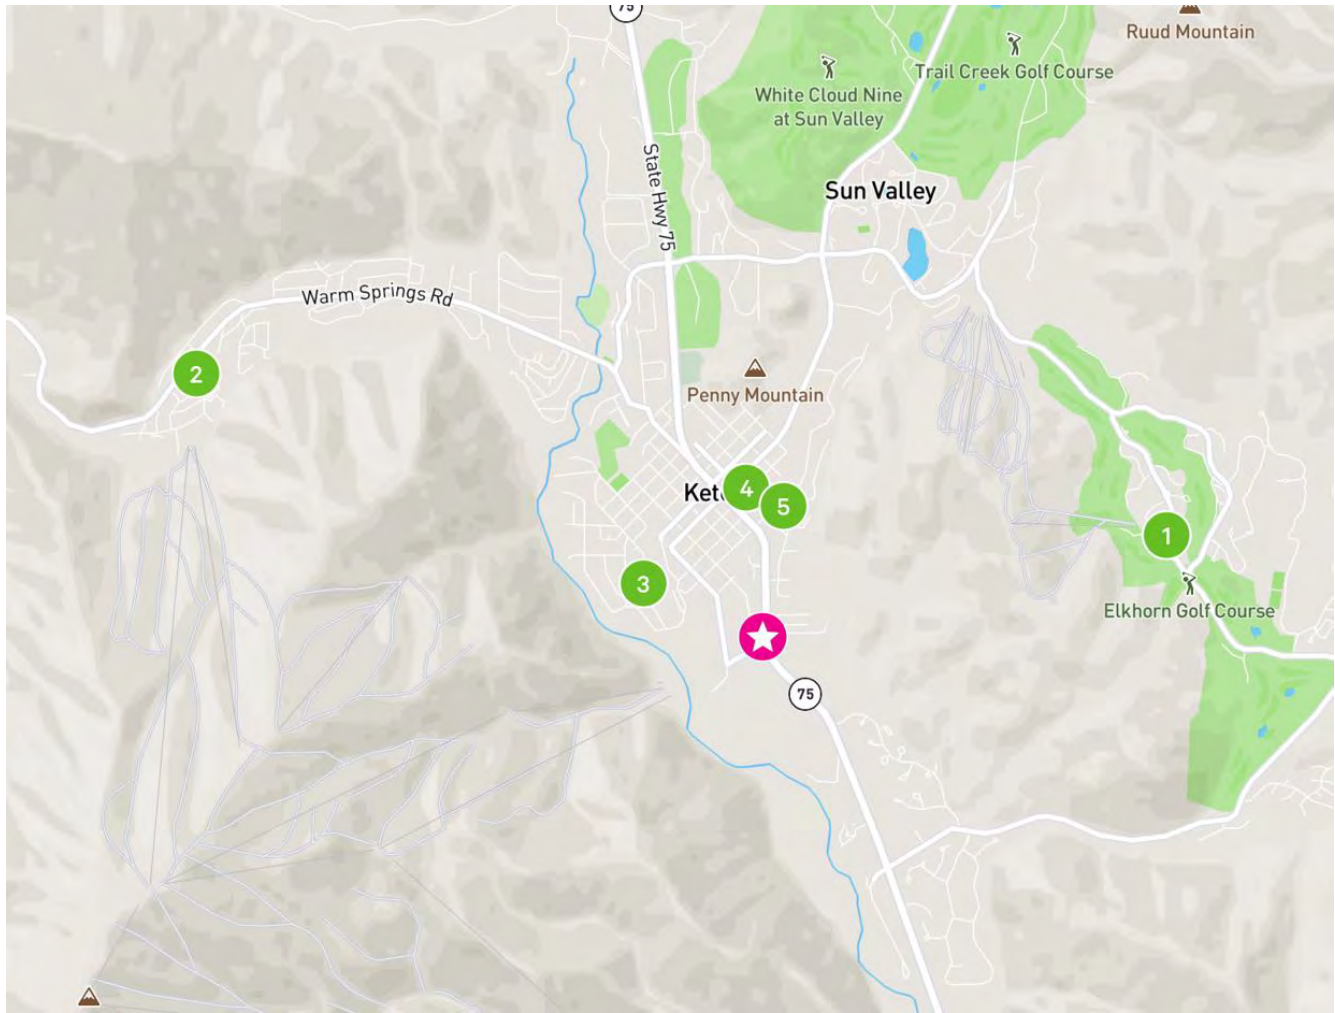 75
Ruud Mountain
Trail Creek Golf Course
White Cloud Nine
at Sun Valley
State Hwy 75
Sun Valley
Warm Springs Rd
2
Penny Mountain
4
5
1
3
Elkhorn Golf Course
75